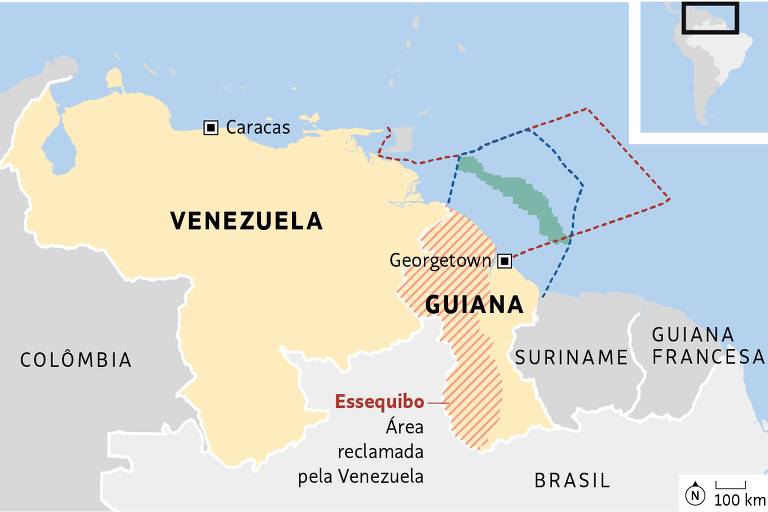 Caracas
VENEZUELA
Georgetown
GUIANA
COLÔMBIA
SURINAME
GUIANA
FRANCESA
Essequibo
Área
reclamada
pela Venezuela
BRASIL
N
100 km